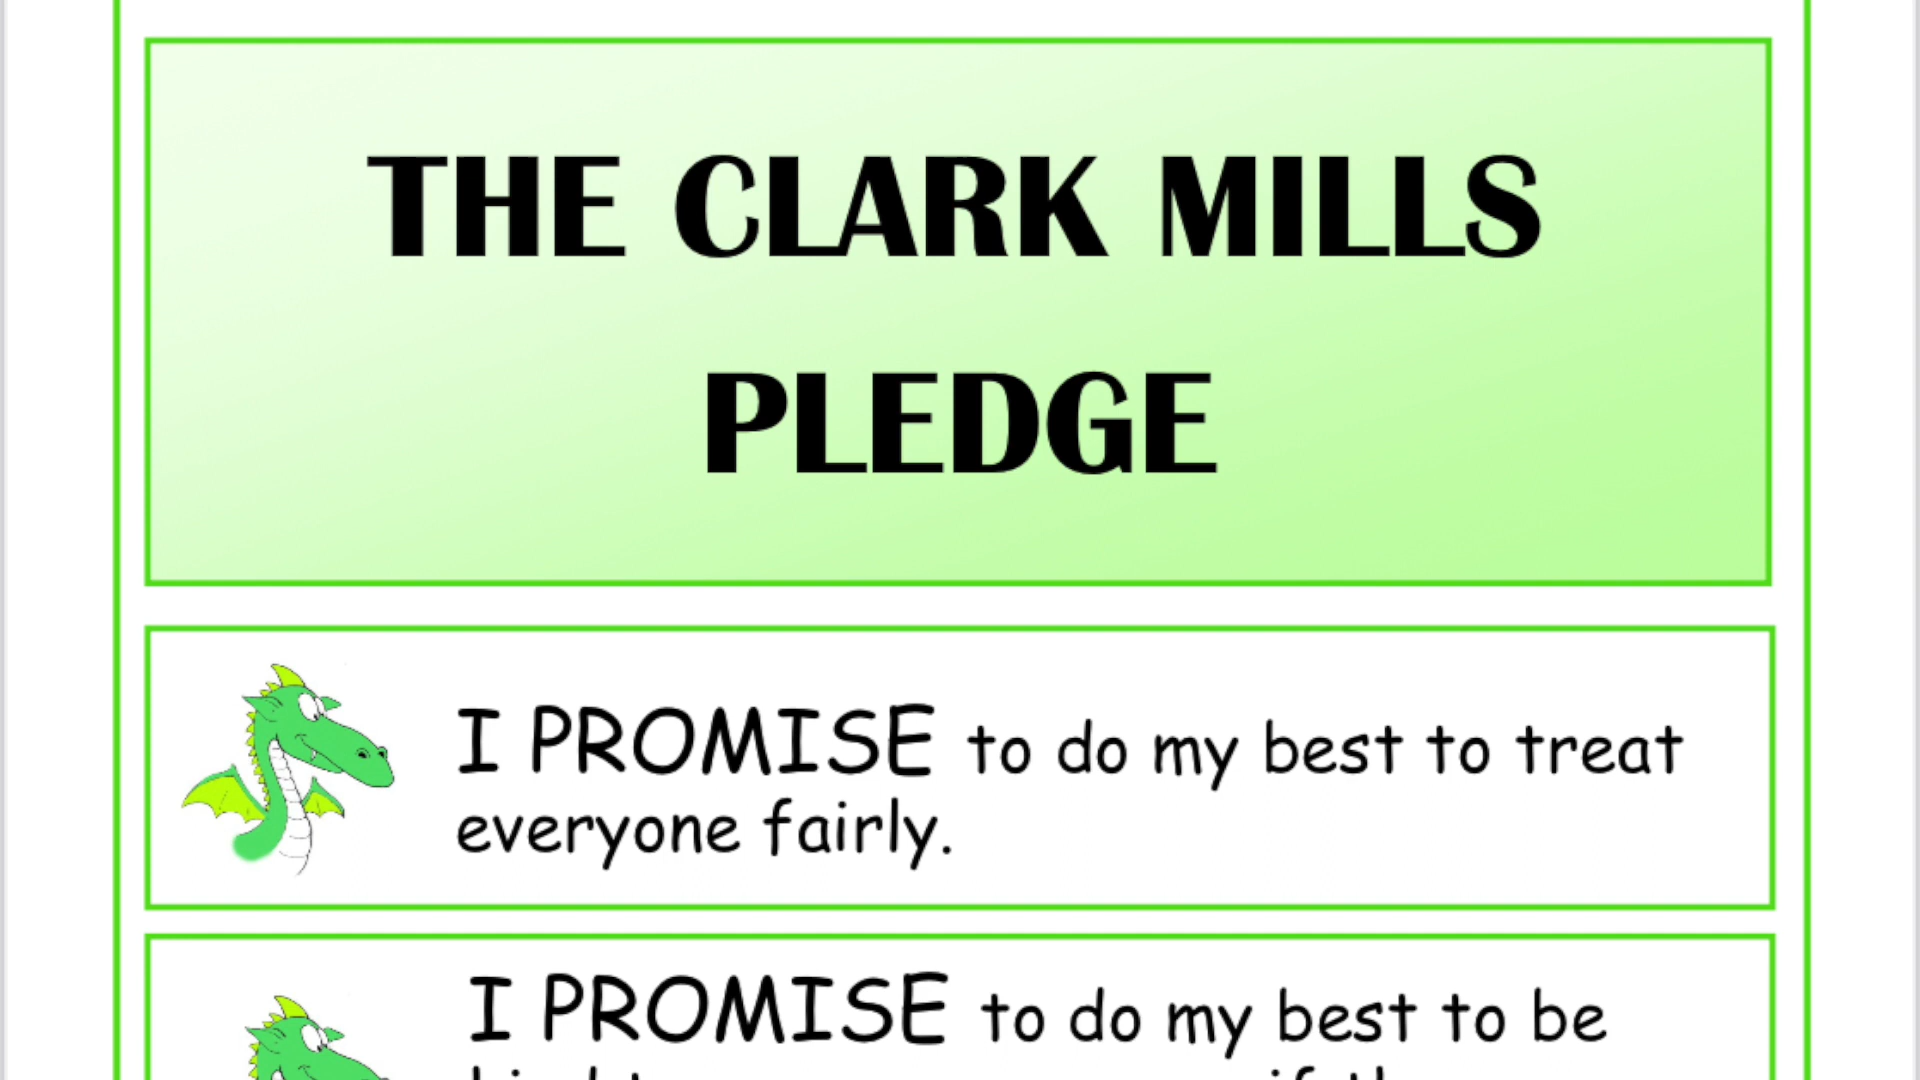 THE CLARK MILLS
PLEDGE
I PROMISE to do my best to treat
everyone fairly.
I PROMISE to do my best to be